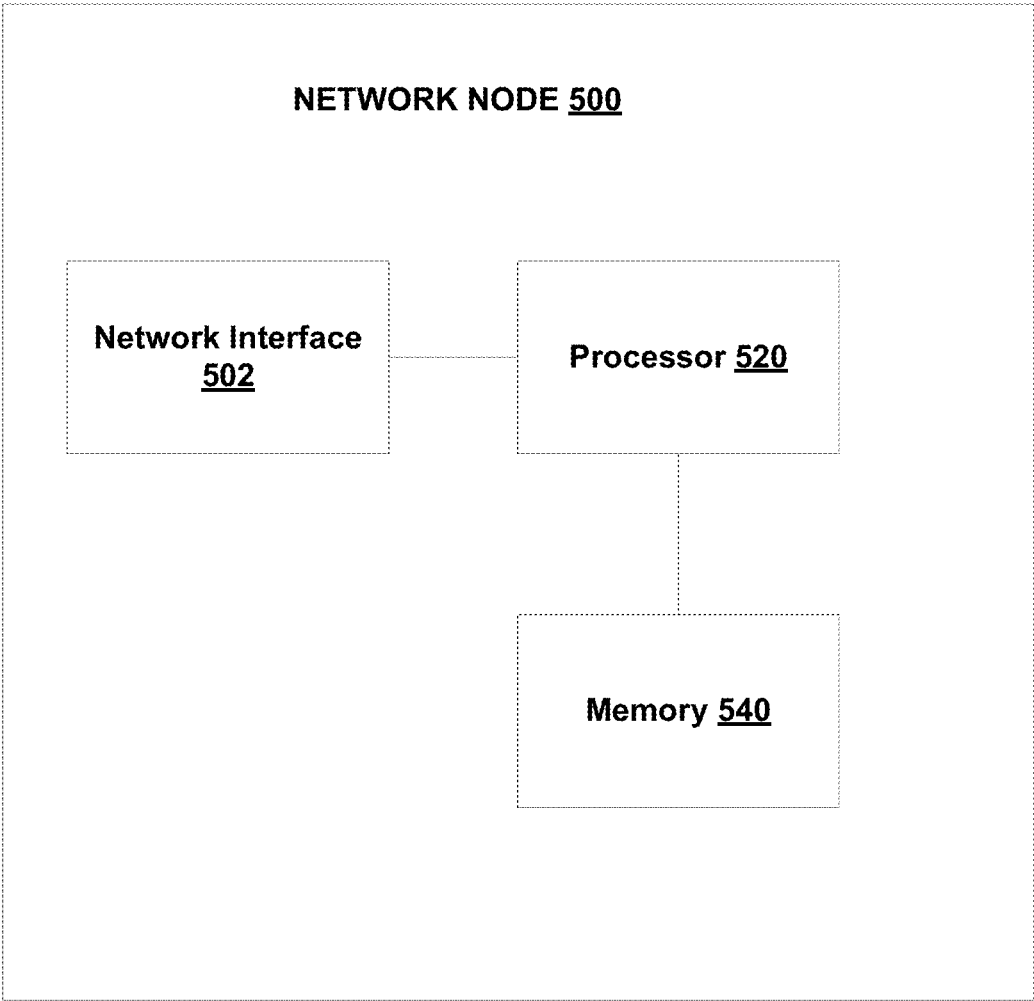 NETWORK NODE 500
Network Interface
502
Processor 520
Memory 540